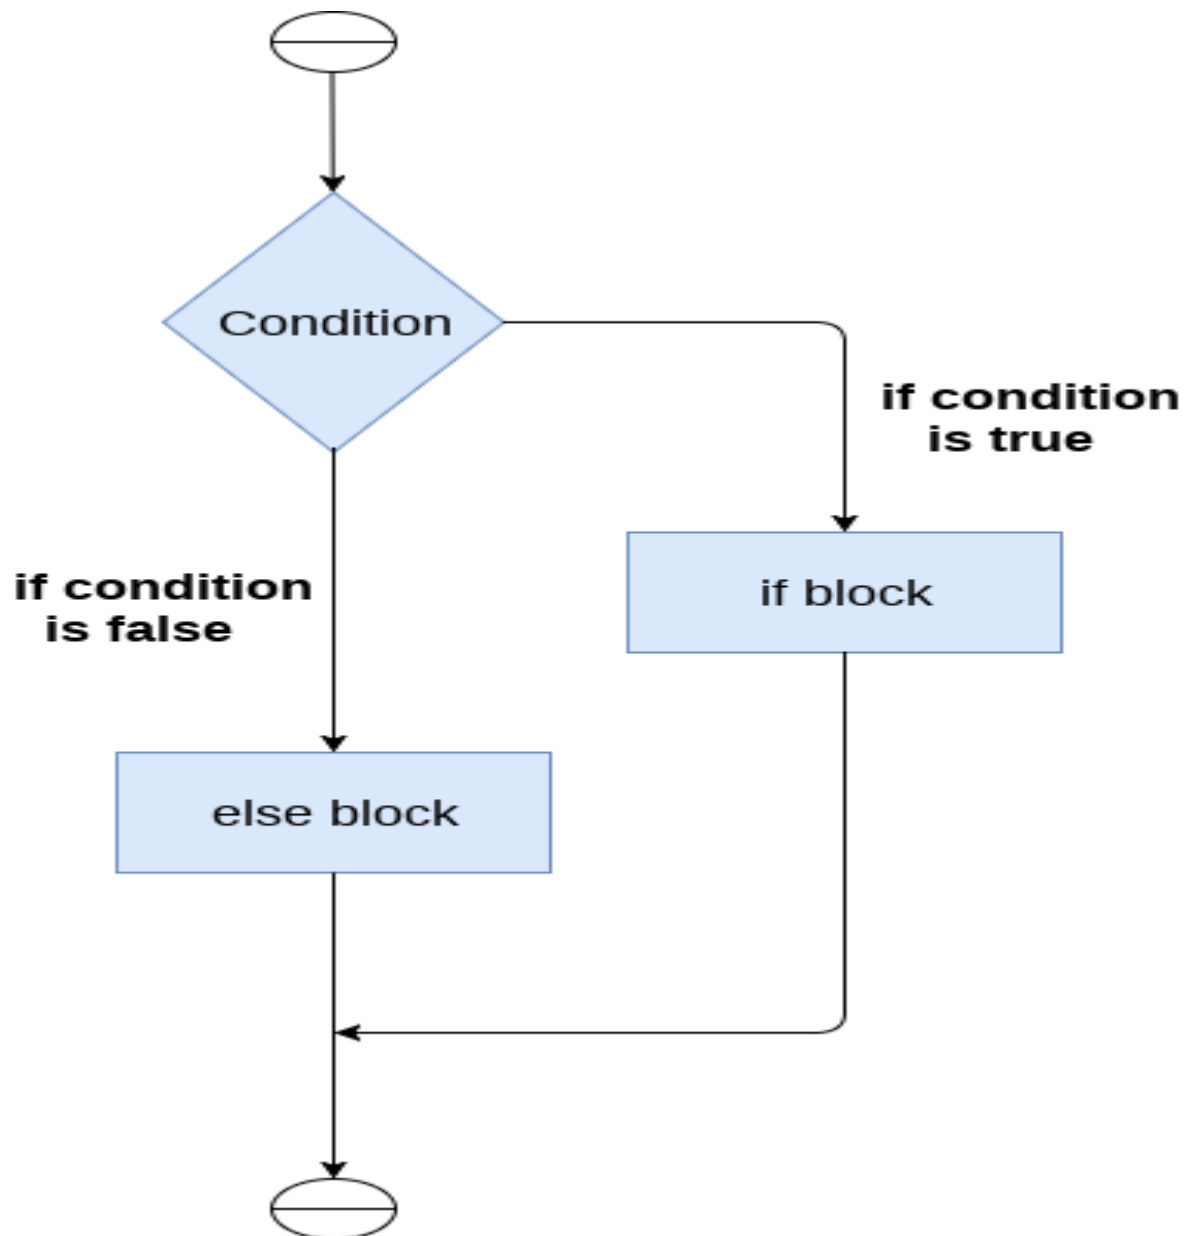 Condition
if condition
is true
if condition
is false
if block
else block